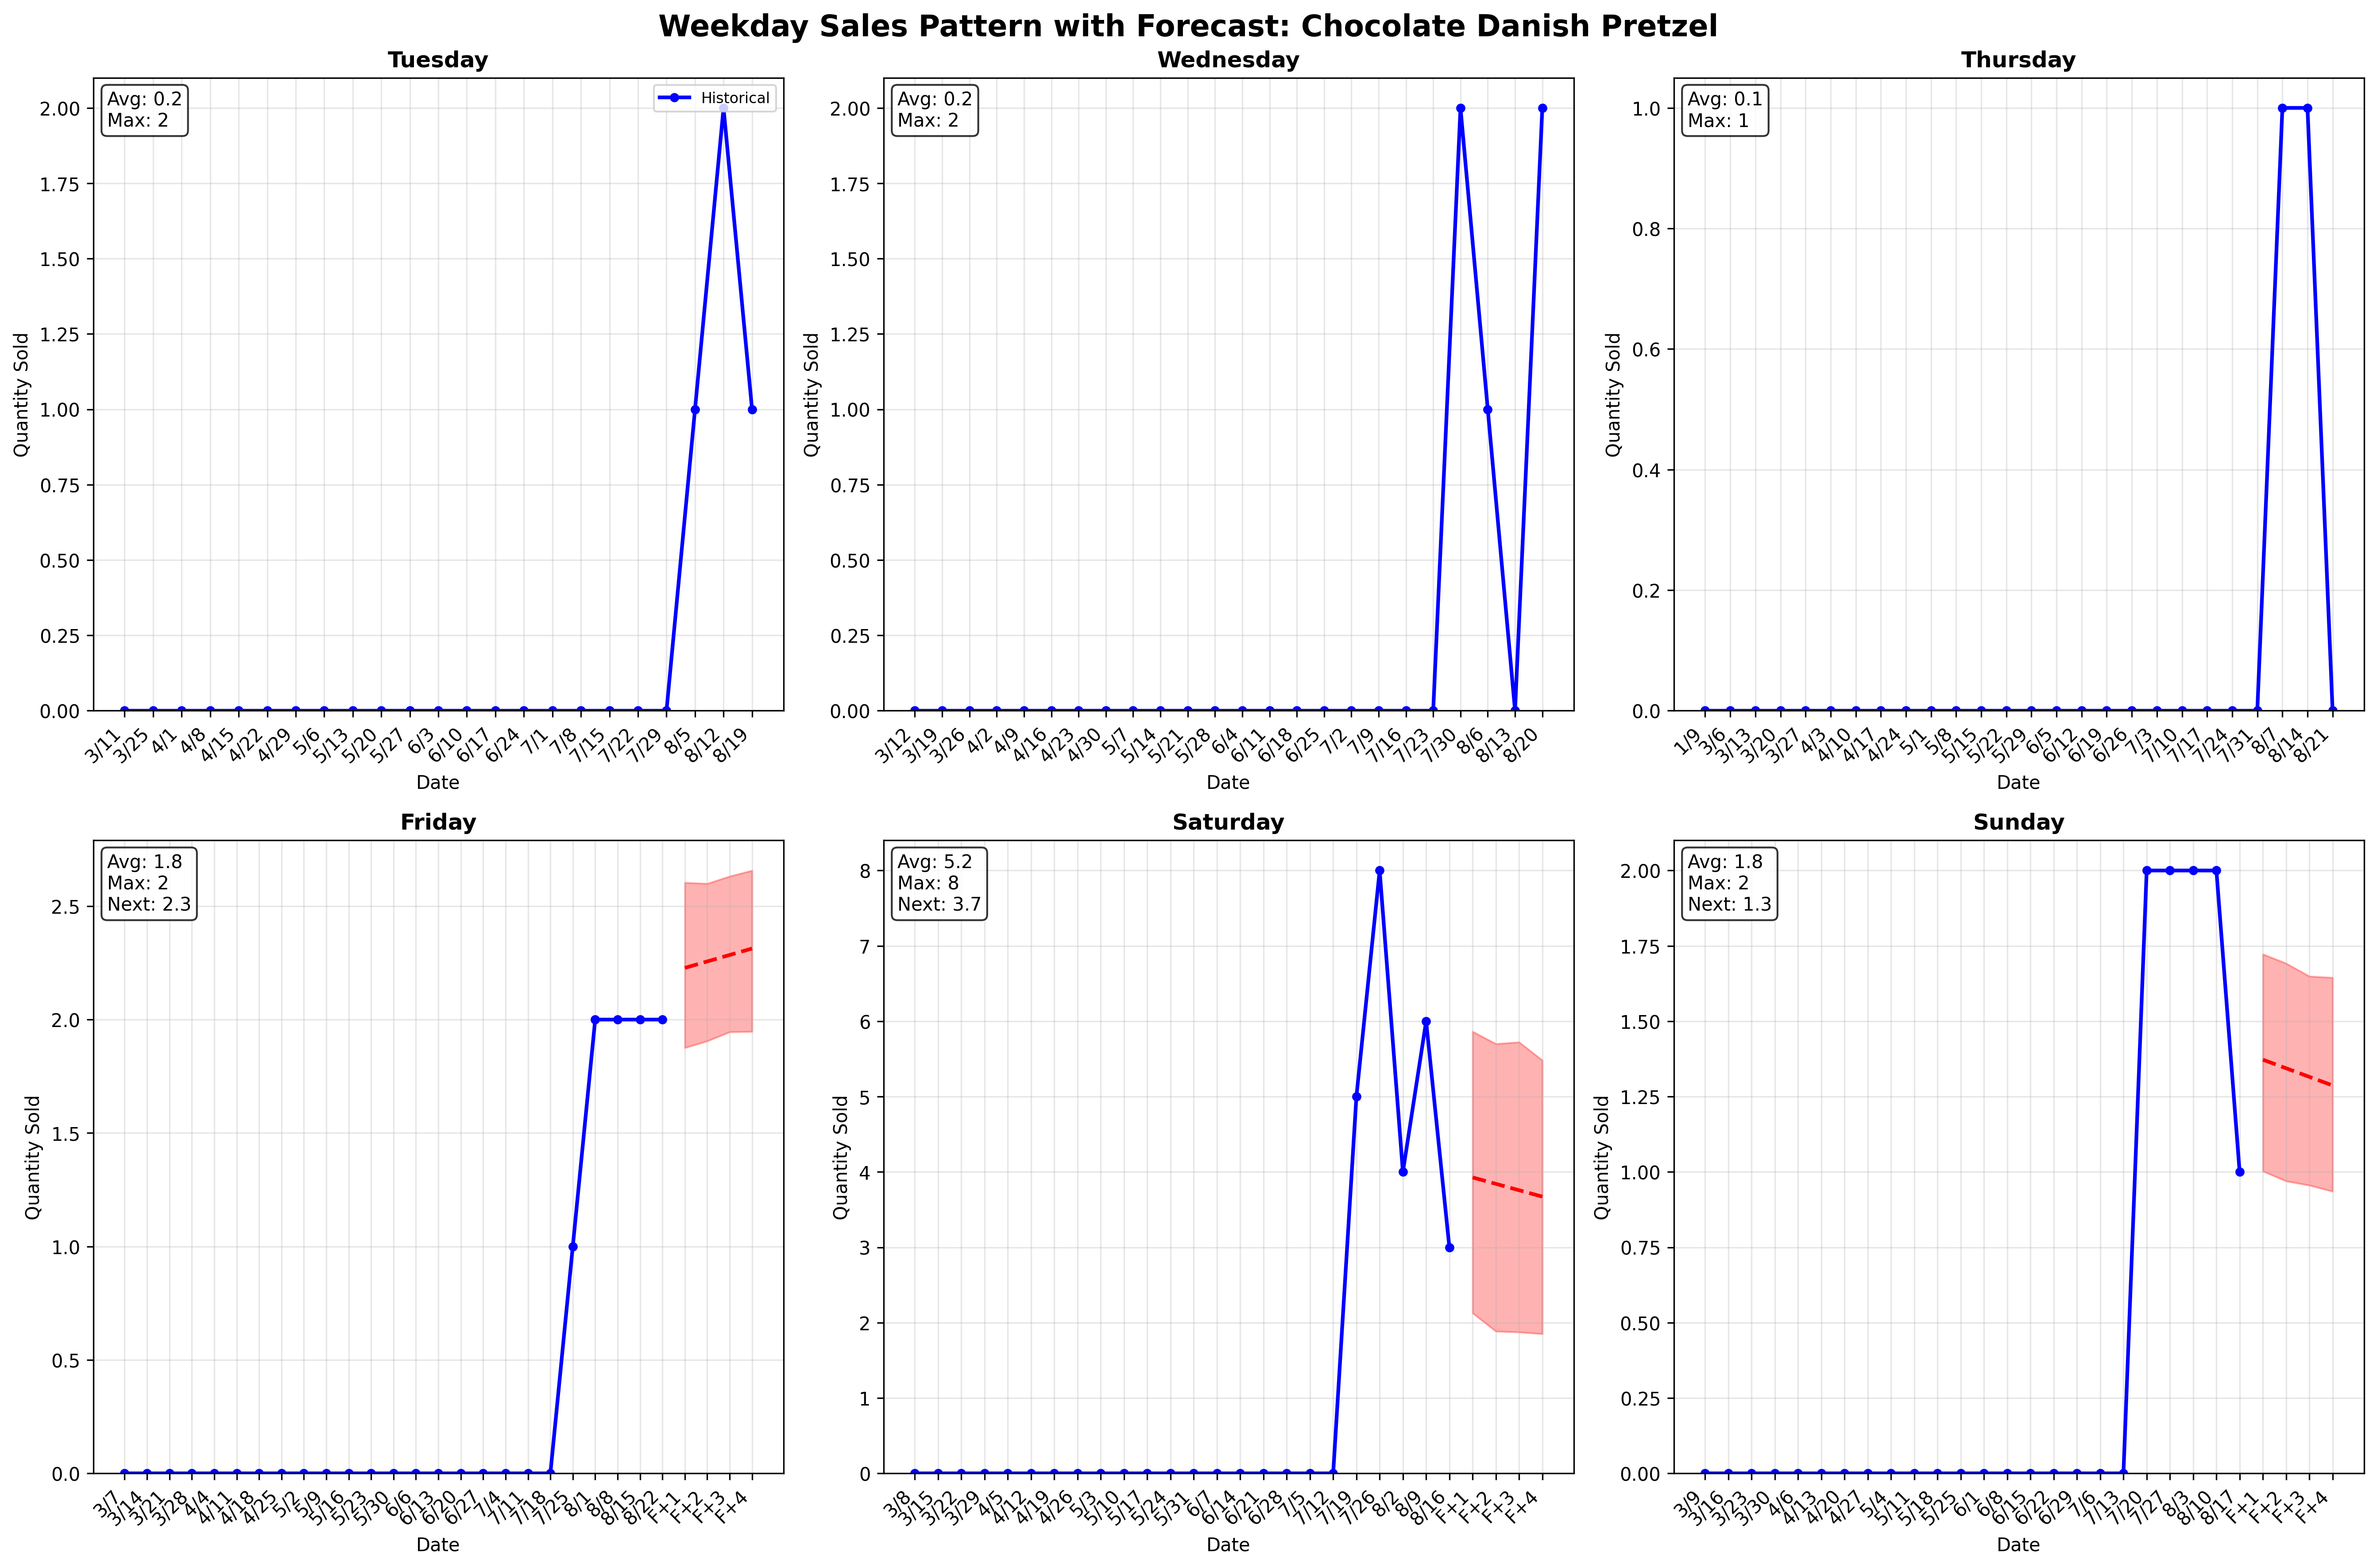 Weekday Sales Pattern with Forecast: Chocolate Danish Pretzel
Tuesday
Avg: 0.2
Max: 2
Historical
Quantity Sold
2.00
1.75
1.50
1.25
1.00
0.75
0.50
0.25
0.00
3/11 3/25 4/1 4/8 4/15 4/22 4/29 5/6 5/13 5/20 5/27 6/3 6/10 6/17 6/24 7/1 7/8 7/15 7/22 7/29 8/5 8/12 8/19
Date
Wednesday
Avg: 0.2
Max: 2
Quantity Sold
2.00
1.75
1.50
1.25
1.00
0.75
0.50
0.25
0.00
3/12 3/19 3/26 4/2 4/9 4/16 4/23 4/30 5/7 5/14 5/21 5/28 6/4 6/11 6/18 6/25 7/2 7/9 7/16 7/23 7/30 8/6 8/13 8/20
Date
Thursday
Avg: 0.1
Max: 1
Quantity Sold
1.0
0.8
0.6
0.4
0.2
0.0
1/9 3/6 3/13 3/20 3/27 4/3 4/10 4/17 4/24 5/1 5/8 5/15 5/22 5/29 6/5 6/12 6/19 6/26 7/3 7/10 7/17 7/24 7/31 8/7 8/14 8/21
Date
Friday
Avg: 1.8
Max: 2
Next: 2.3
Quantity Sold
2.5
2.0
1.5
1.0
0.5
0.0
3/7 3/14 3/21 3/28 4/4 4/11 4/18 4/25 5/2 5/9 5/16 5/23 5/30 6/6 6/13 6/20 6/27 7/4 7/11 7/18 7/25 8/1 8/8 8/15 8/22 F+1 F+2 F+3 F+4
Date
Saturday
Avg: 5.2
Max: 8
Next: 3.7
Quantity Sold
8
7
6
5
4
3
2
1
0
3/8 3/15 3/22 3/29 4/5 4/12 4/19 4/26 5/3 5/10 5/17 5/24 5/31 6/7 6/14 6/21 6/28 7/5 7/12 7/19 7/26 8/2 8/9 8/16 F+1 F+2 F+3 F+4
Date
Sunday
Avg: 1.8
Max: 2
Next: 1.3
Quantity Sold
2.00
1.75
1.50
1.25
1.00
0.75
0.50
0.25
0.00
3/9 3/16 3/23 3/30 4/6 4/13 4/20 4/27 5/4 5/11 5/18 5/25 6/1 6/8 6/15 6/22 6/29 7/6 7/13 7/20 7/27 8/3 8/10 8/17 F+1 F+2 F+3 F+4
Date